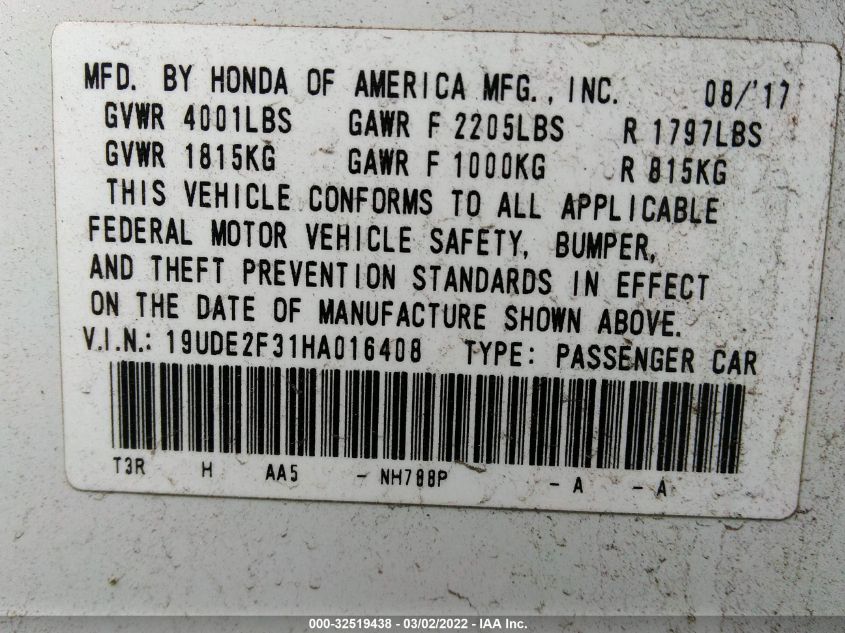 MFD. BY HONDA OF AMERICA MFG., INC. 08/'17
GVWR 4001LBS GAWR F 2205LBS R 1797LBS
GVWR 1815KG GAWR F 1000KG R 815KG
THIS VEHICLE CONFORMS TO ALL APPLICABLE
FEDERAL MOTOR VEHICLE SAFETY, BUMPER,
AND THEFT PREVENTION STANDARDS IN EFFECT
ON THE DATE OF MANUFACTURE SHOWN ABOVE.
V.I.N.: 19UDE2F31HA016408 TYPE: PASSENGER CAR
T3R H AA5 - NH788P - A - A
000-32519438 - 03/02/2022 - IAA Inc.